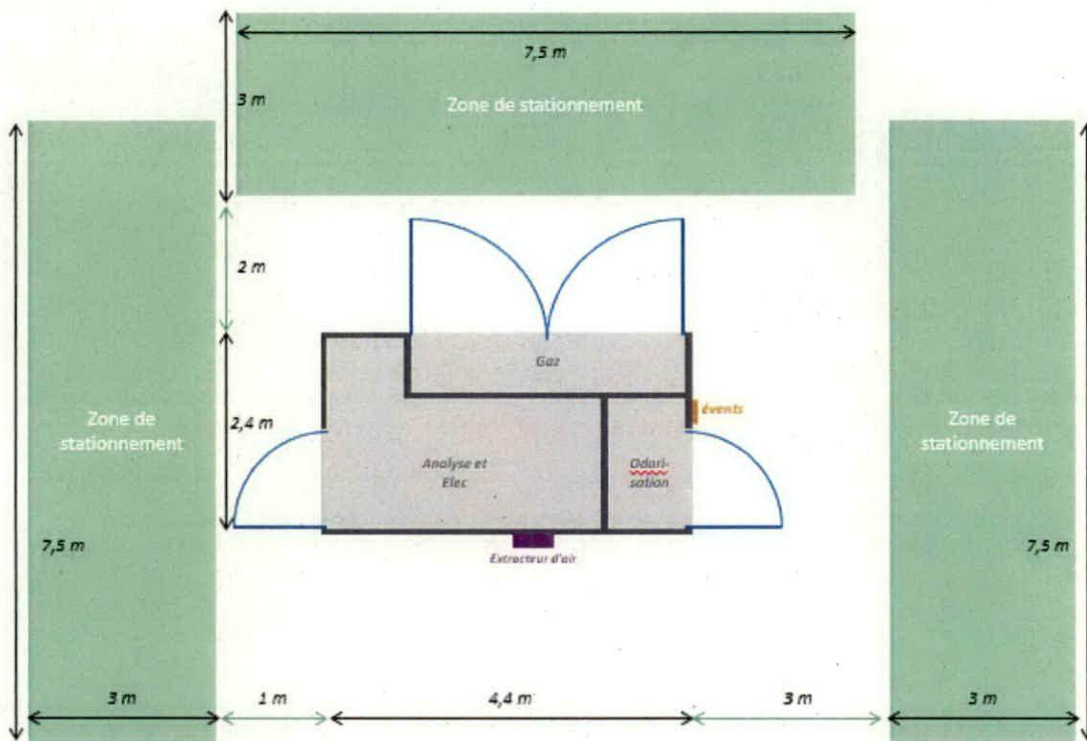 7,5 m
3 m
Zone de stationnement
2 m
Gaz
Zone de
stationnement
2,4 m
évents
Zone de
stationnement
Analyse et
Elec
Odori-
sation
7,5 m
Extracteur d'air
7,5 m
3 m
1 m
4,4 m
3 m
3 m